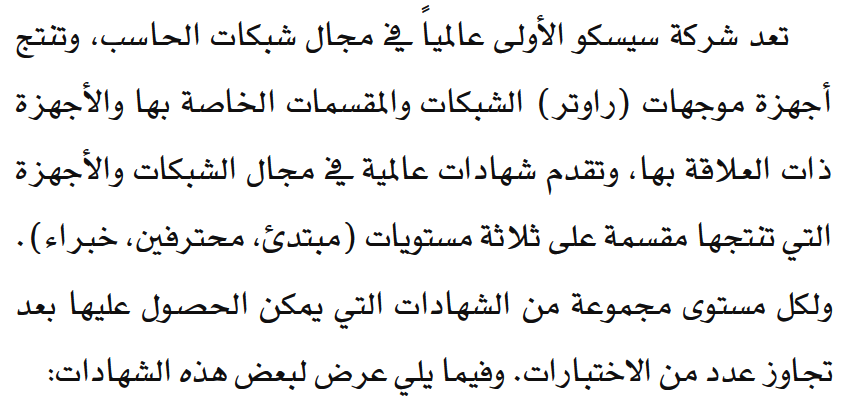 تعد شركة سيسكو الأولى عالمياً في مجال شبكات الحاسب، وتنتج
أجهزة موجهات (راوتر) الشبكات والمقسمات الخاصة بها والأجهزة
ذات العلاقة بها، وتقدم شهادات عالمية في مجال الشبكات والأجهزة
التي تنتجها مقسمة على ثلاثة مستويات (مبتدئ، محترفين، خبراء).
ولكل مستوى مجموعة من الشهادات التي يمكن الحصول عليها بعد
تجاوز عدد من الاختبارات. وفيما يلي عرض لبعض هذه الشهادات: